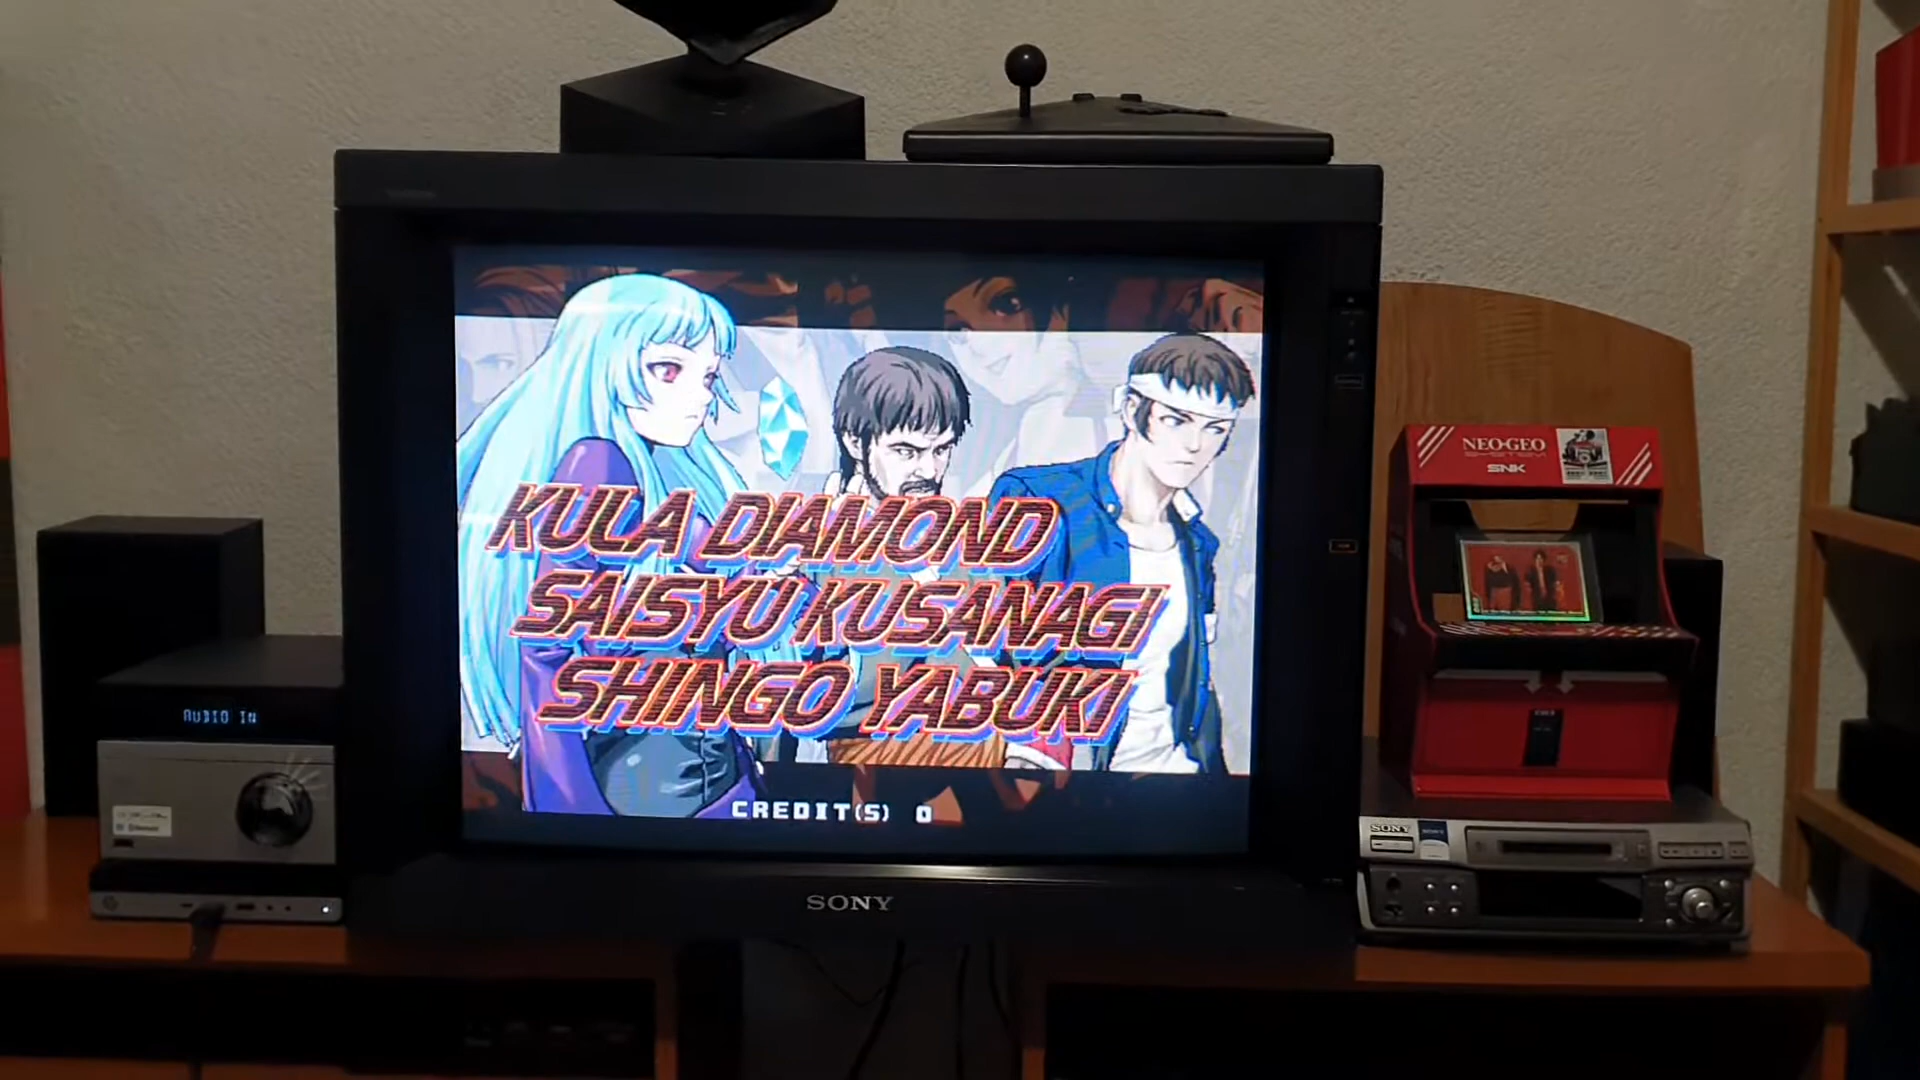 KULA DIAMOND
SAISYU KUSANAGI
SHINGO YABUKI
CREDIT(S) 0
SONY
AUDIO IN
NEO·GEO
SNK
SONY